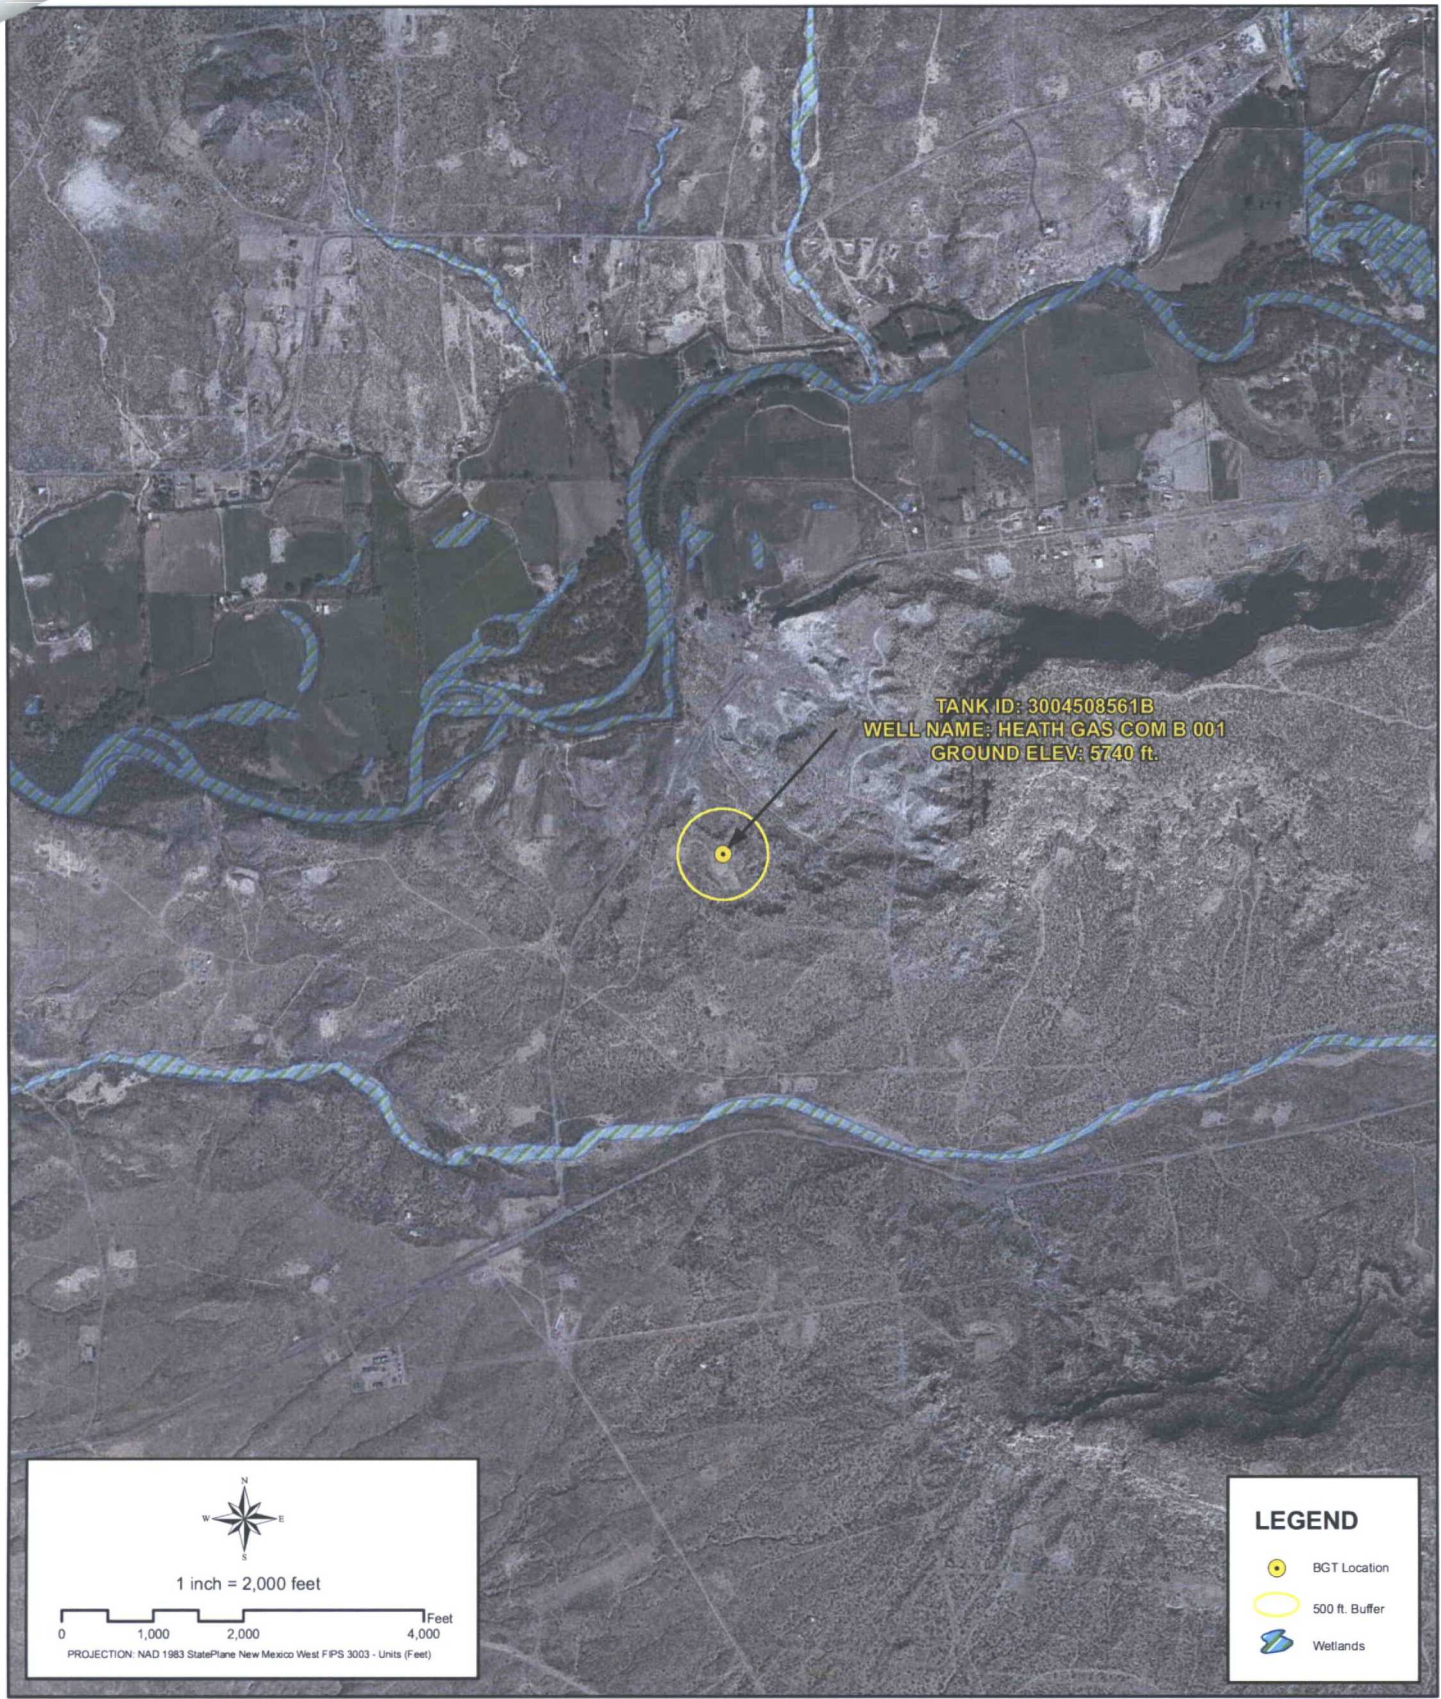 TANK ID: 3004508561B
WELL NAME: HEATH GAS COM B 001
GROUND ELEV: 5740 ft.
N
W E
S
1 inch = 2,000 feet
Feet
0 1,000 2,000 4,000
PROJECTION: NAD 1983 StatePlane New Mexico West FIPS 3003 - Units (Feet)
LEGEND
BGT Location
500 ft. Buffer
Wetlands